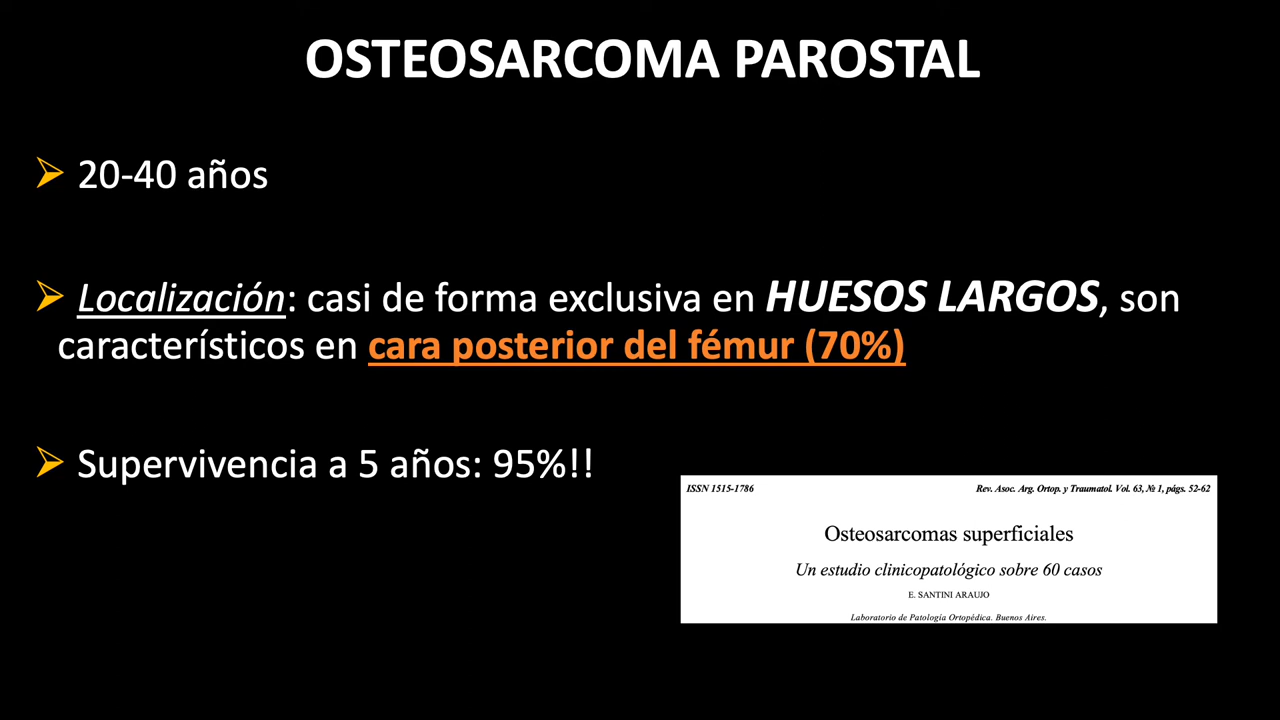 OSTEOSARCOMA PAROSTAL
➢ 20-40 años
➢ Localización: casi de forma exclusiva en HUESOS LARGOS, son
característicos en cara posterior del fémur (70%)
➢ Supervivencia a 5 años: 95%!!
ISSN 1515-1786 Rev. Asoc. Arg. Ortop. y Traumatol. Vol. 63, № 1, págs. 52-62
Osteosarcomas superficiales
Un estudio clinicopatológico sobre 60 casos
E. SANTINI ARAUJO
Laboratorio de Patología Ortopédica. Buenos Aires.